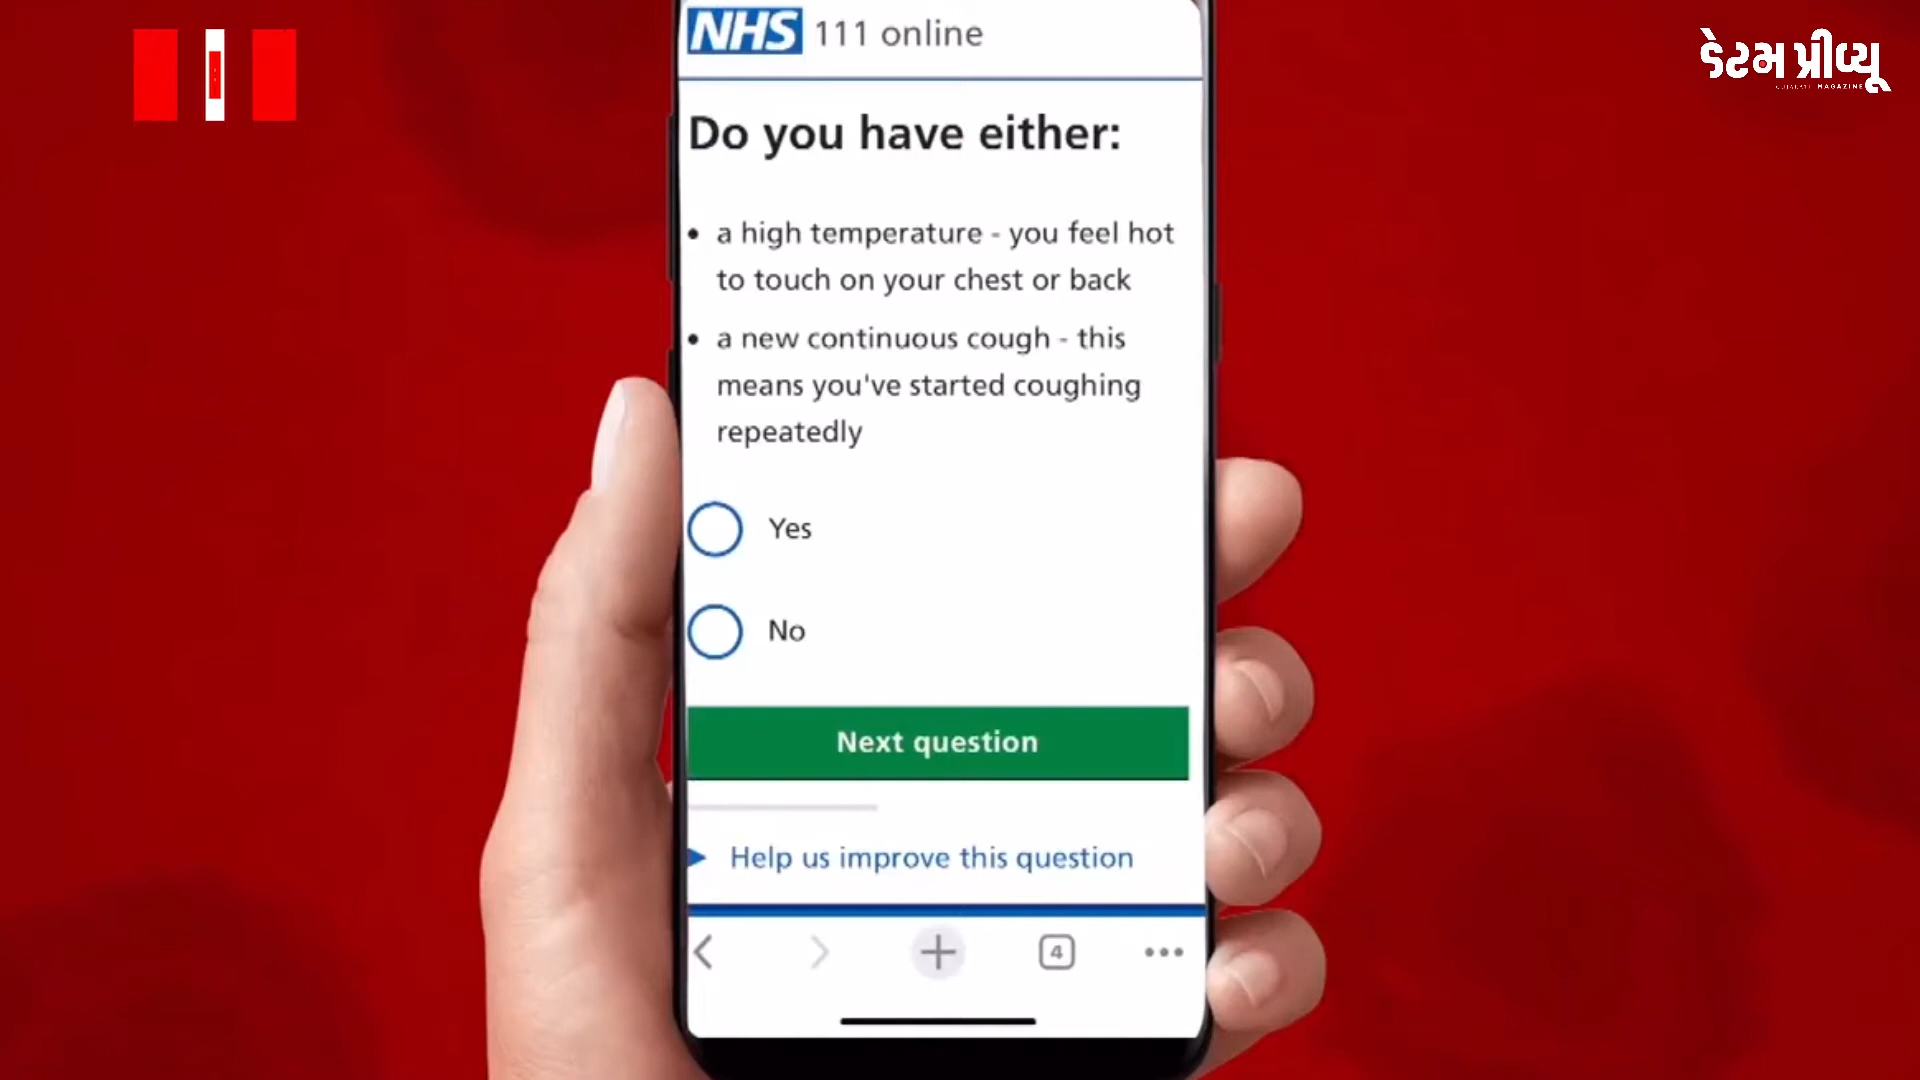 NHS 111 online
કેટમ પ્રીવ્યૂ
GUJARATI MAGAZINE
Do you have either:
• a high temperature - you feel hot
to touch on your chest or back
• a new continuous cough - this
means you've started coughing
repeatedly
Yes
No
Next question
Help us improve this question
4